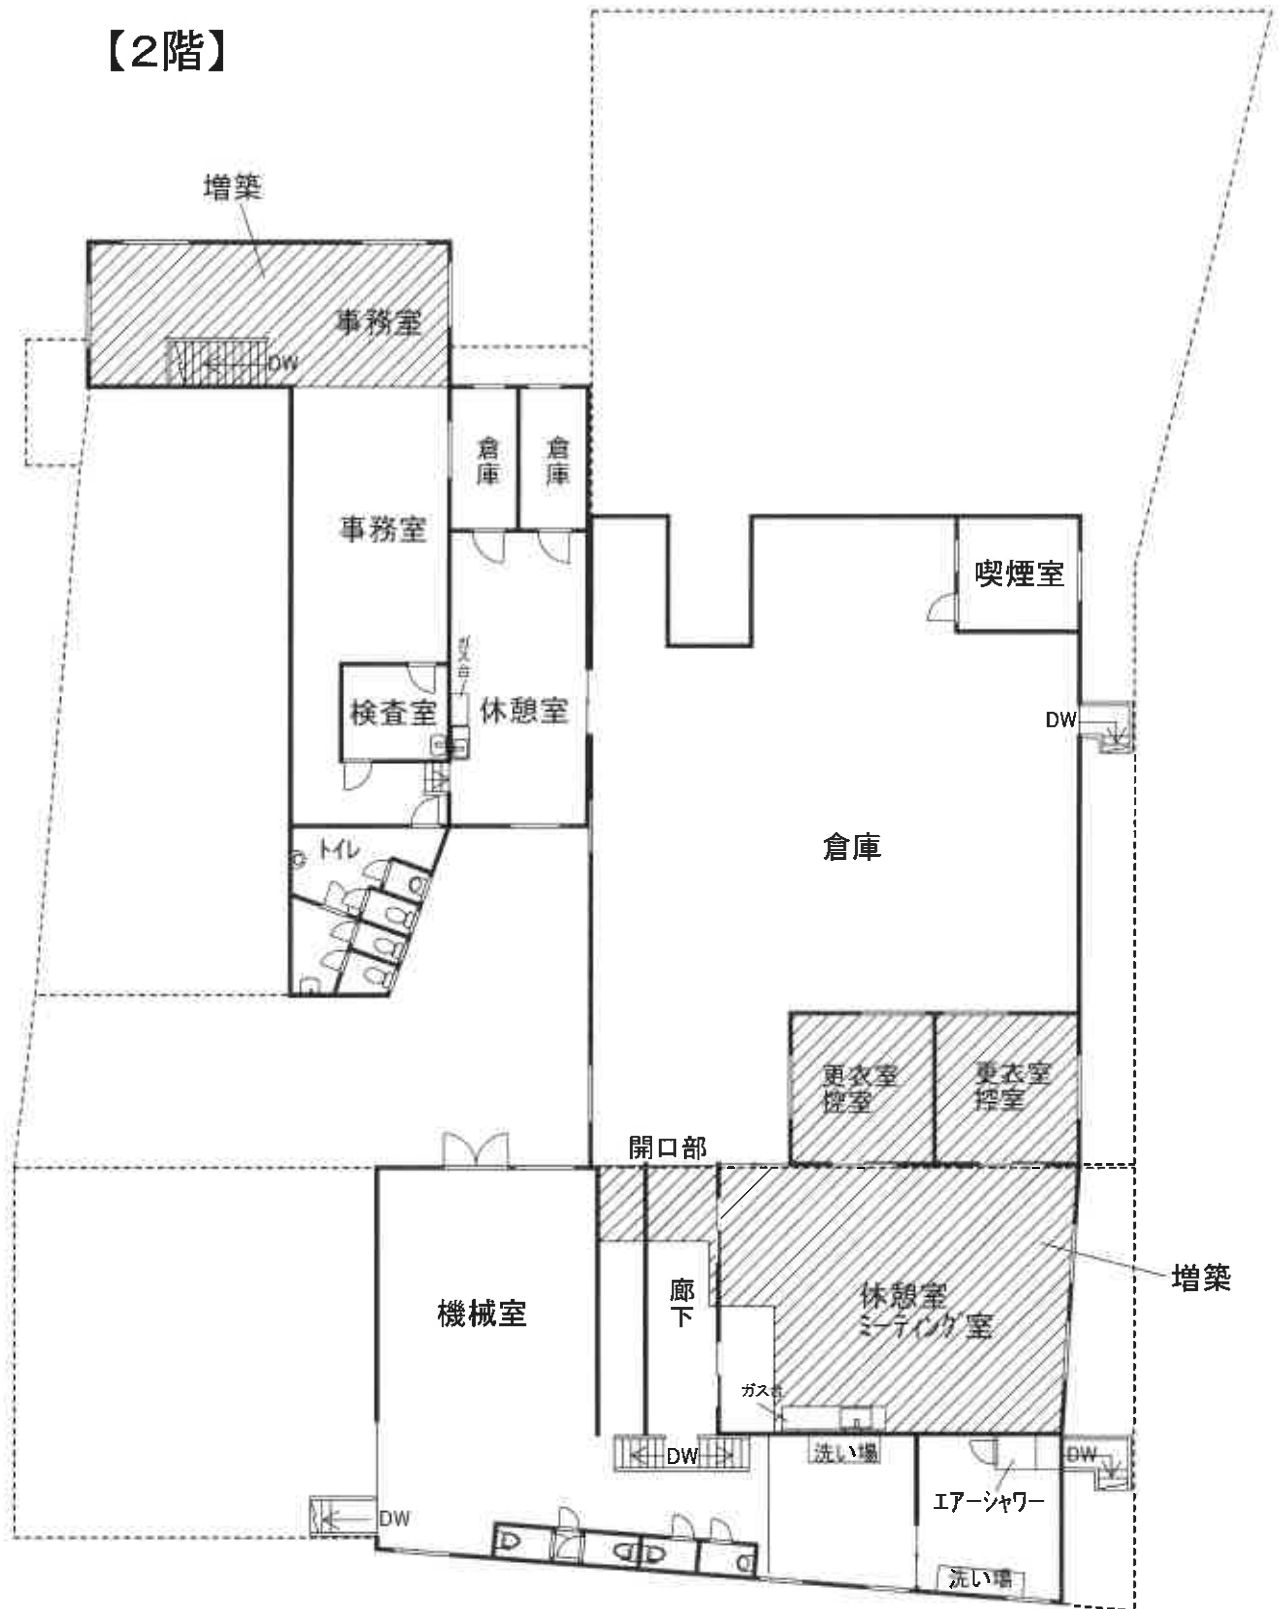 【2階】
増築
事務室
DW
倉庫
倉庫
事務室
喫煙室
ガス台
検査室
休憩室
DW
倉庫
トイレ
更衣室
控室
更衣室
控室
開口部
増築
廊下
機械室
休憩室
ミーティング室
ガス台
DW
洗い場
DW
エアーシャワー
DW
洗い場